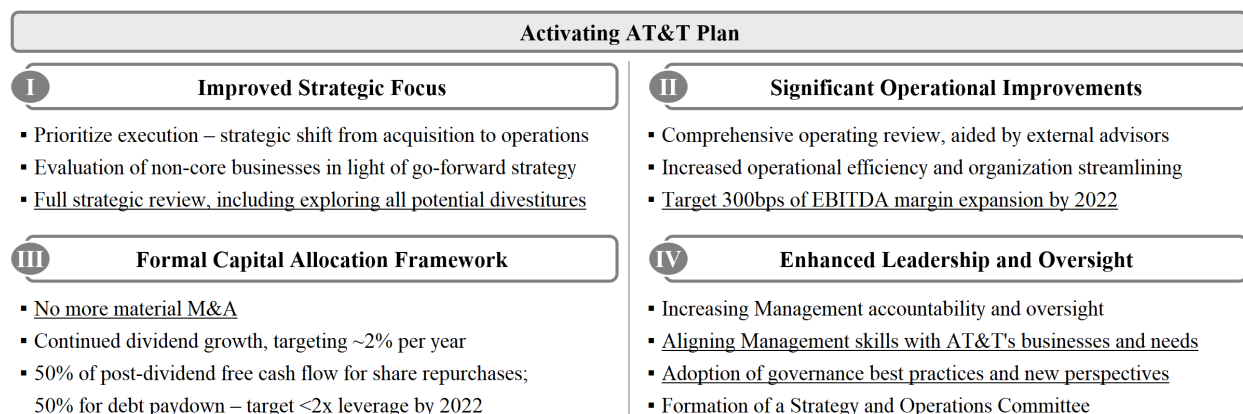 Activating AT&T Plan
I
Improved Strategic Focus
▪ Prioritize execution – strategic shift from acquisition to operations
▪ Evaluation of non-core businesses in light of go-forward strategy
▪ Full strategic review, including exploring all potential divestitures
II
Significant Operational Improvements
▪ Comprehensive operating review, aided by external advisors
▪ Increased operational efficiency and organization streamlining
▪ Target 300bps of EBITDA margin expansion by 2022
III
Formal Capital Allocation Framework
▪ No more material M&A
▪ Continued dividend growth, targeting ~2% per year
▪ 50% of post-dividend free cash flow for share repurchases;
50% for debt paydown – target <2x leverage by 2022
IV
Enhanced Leadership and Oversight
▪ Increasing Management accountability and oversight
▪ Aligning Management skills with AT&T's businesses and needs
▪ Adoption of governance best practices and new perspectives
▪ Formation of a Strategy and Operations Committee